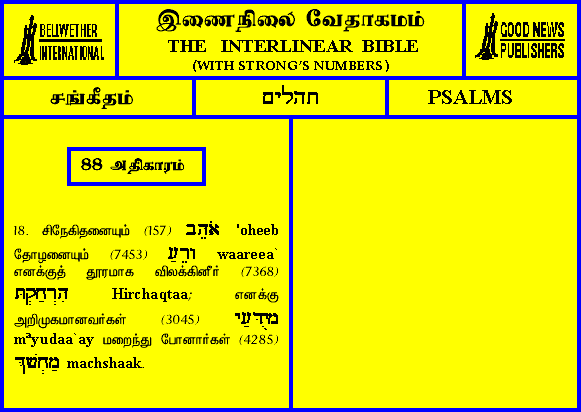 BELLWETHER INTERNATIONAL
இணைநிலை வேதாகமம்
THE INTERLINEAR BIBLE
(WITH STRONG'S NUMBERS)
GOOD NEWS PUBLISHERS
சங்கீதம்
תהלים
PSALMS
88 அதிகாரம்
18. சிநேகிதனையும் (157) אֹהֵב 'oheeb
தோழனையும் (7453) וׇרֵעַ waareea`
எனக்குத் தூரமாக விலக்கினீர் (7368)
הִרְחַקְתָּ Hirchaqtaa; எனக்கு
அறிமுகமானவர்கள் (3045) מְיֻדָּעַי
mᵊyudaa`ay மறைந்து போனார்கள் (4285)
מַחְשָׁךְ machshaak.